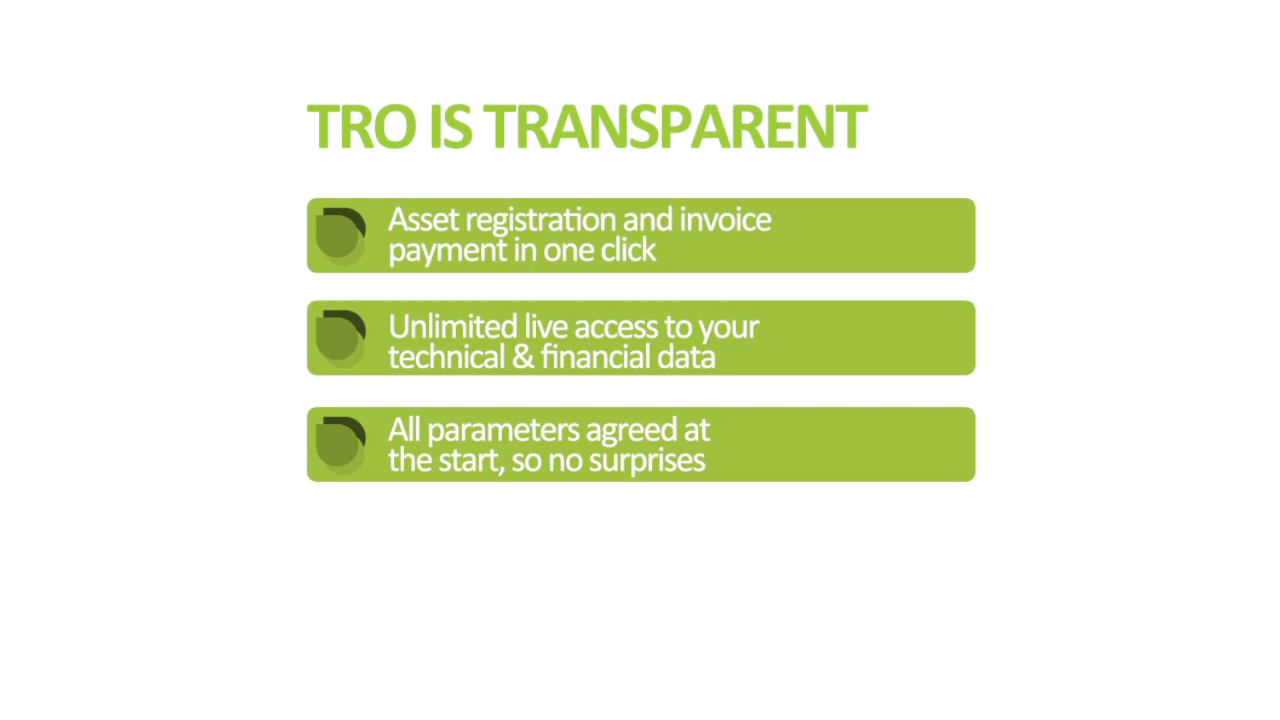 TRO IS TRANSPARENT
Asset registration and invoice
payment in one click
Unlimited live access to your
technical & financial data
All parameters agreed at
the start, so no surprises